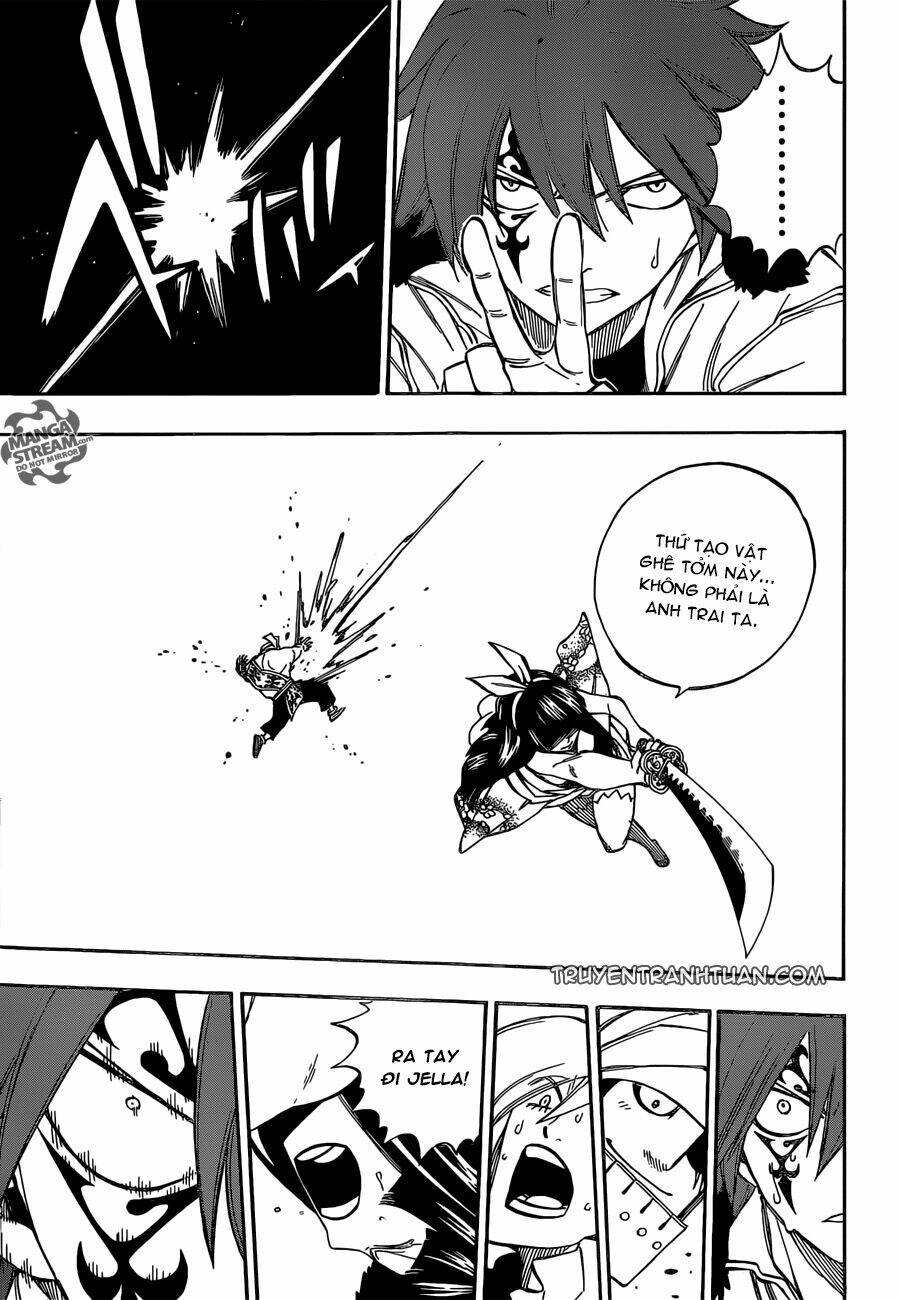 .........
MANGA
STREAM.com
DO NOT MIRROR
THỨ TẠO VẬT
GHÊ TỞM NÀY...
KHÔNG PHẢI LÀ
ANH TRAI TA.
TRUYENTRANHTUAN.COM
RA TAY
ĐI JELLA!